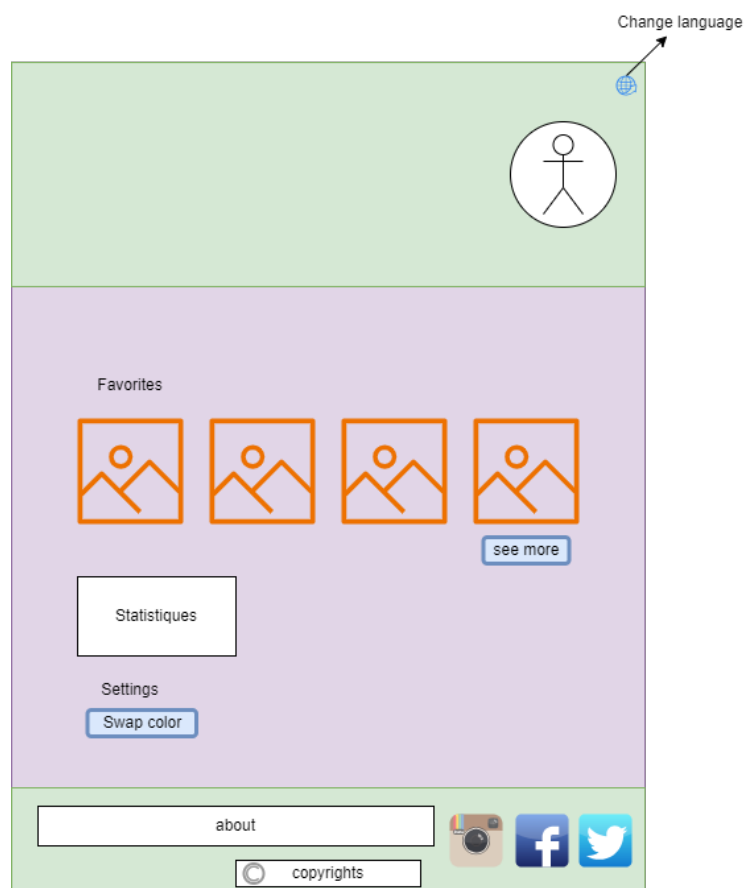 Change language
Favorites
see more
Statistiques
Settings
Swap color
about
© copyrights